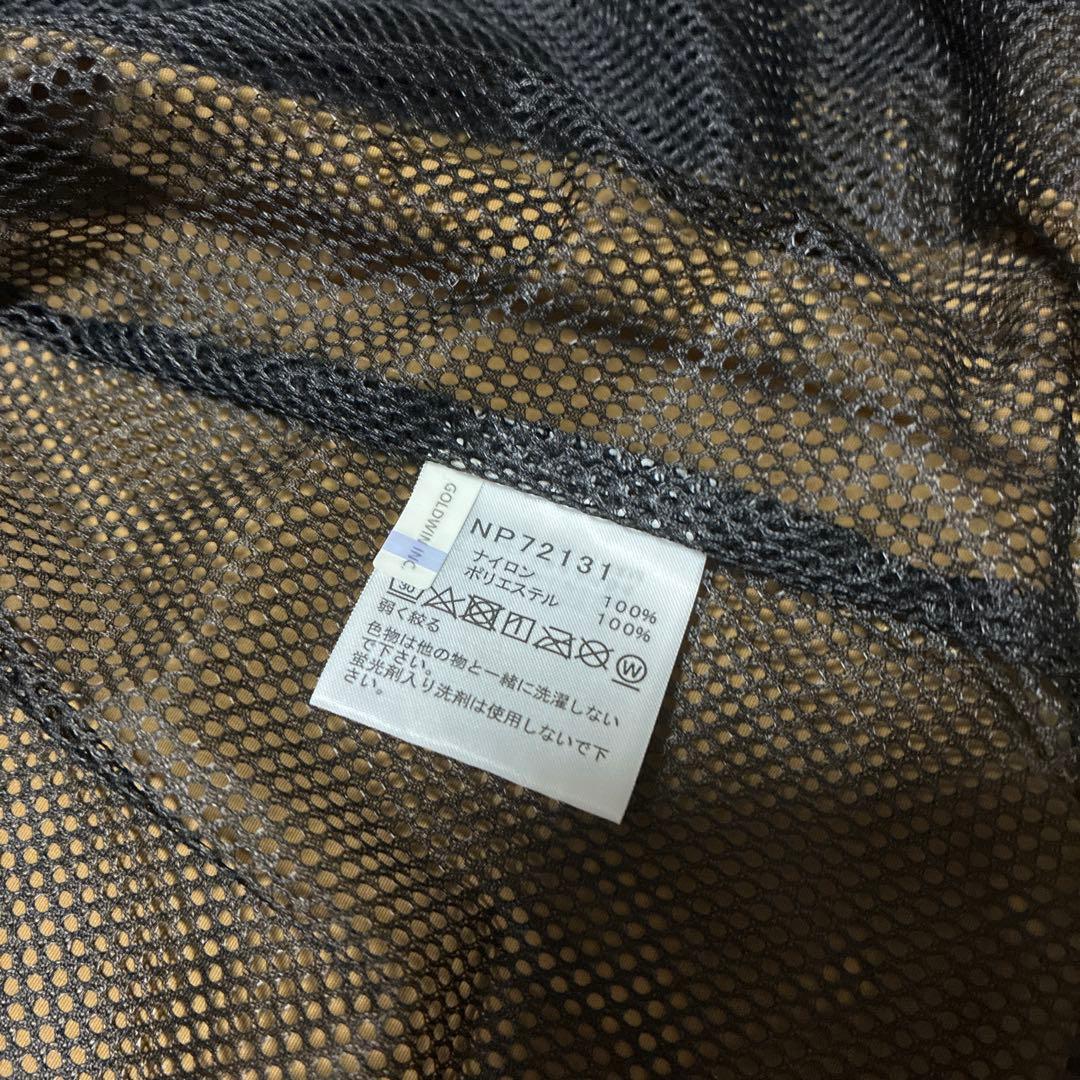 GOLDWIN INC
NP72131
ナイロン 100%
ポリエステル 100%
30
W
弱く絞る
色物は他の物と一緒に洗濯しない
で下さい。
蛍光剤入り洗剤は使用しないで下
さい。